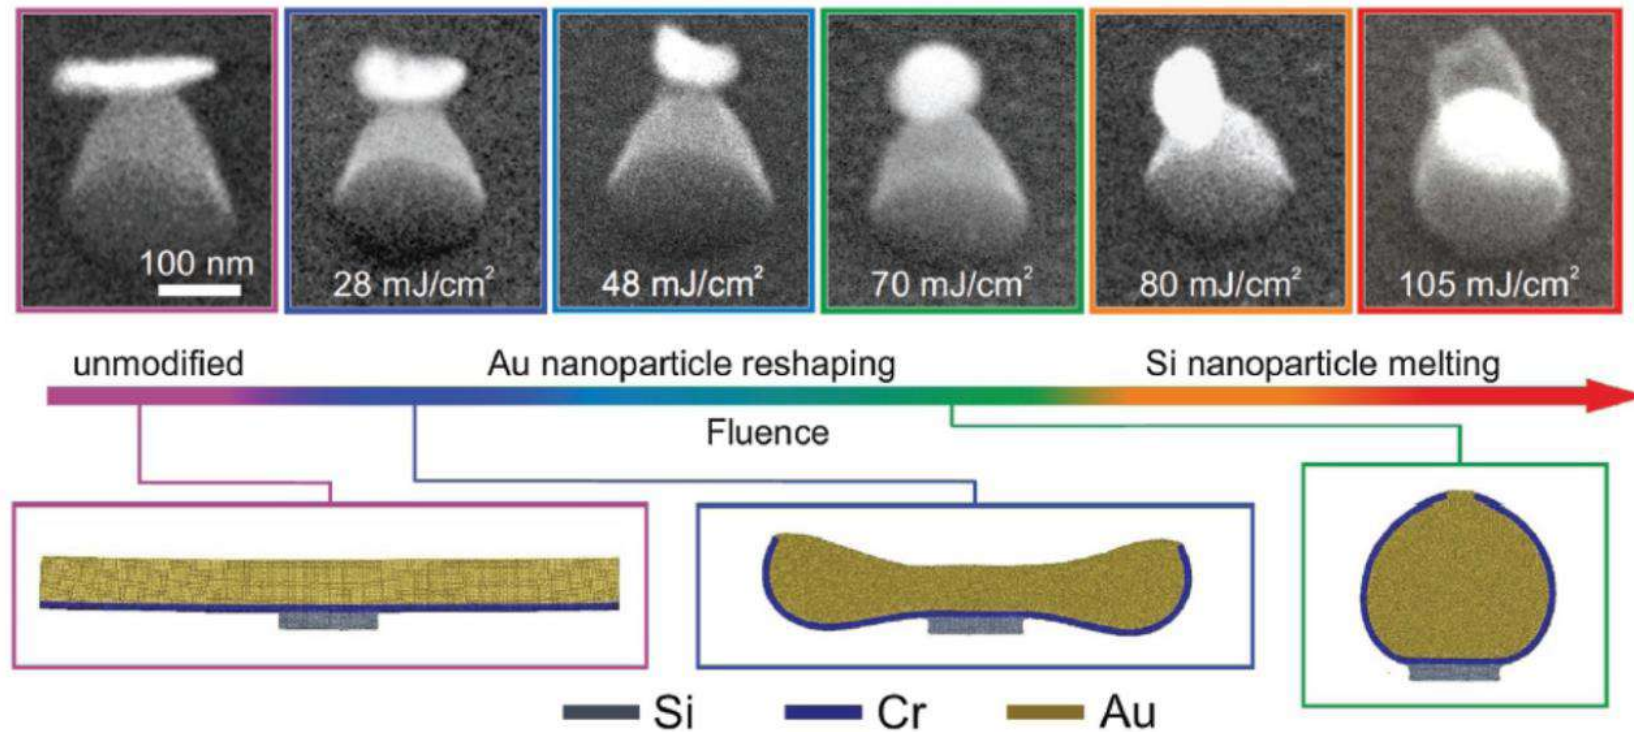 100 nm
28 mJ/cm²
48 mJ/cm²
70 mJ/cm²
80 mJ/cm²
105 mJ/cm²
unmodified
Au nanoparticle reshaping
Si nanoparticle melting
Fluence
Si
Cr
Au